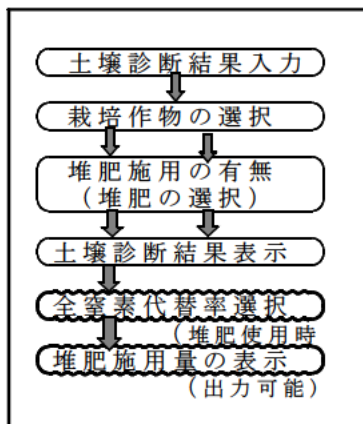 土壌診断結果入力
栽培作物の選択
堆肥施用の有無
(堆肥の選択)
土壌診断結果表示
全窒素代替率選択
(堆肥使用時
堆肥施用量の表示
(出力可能)